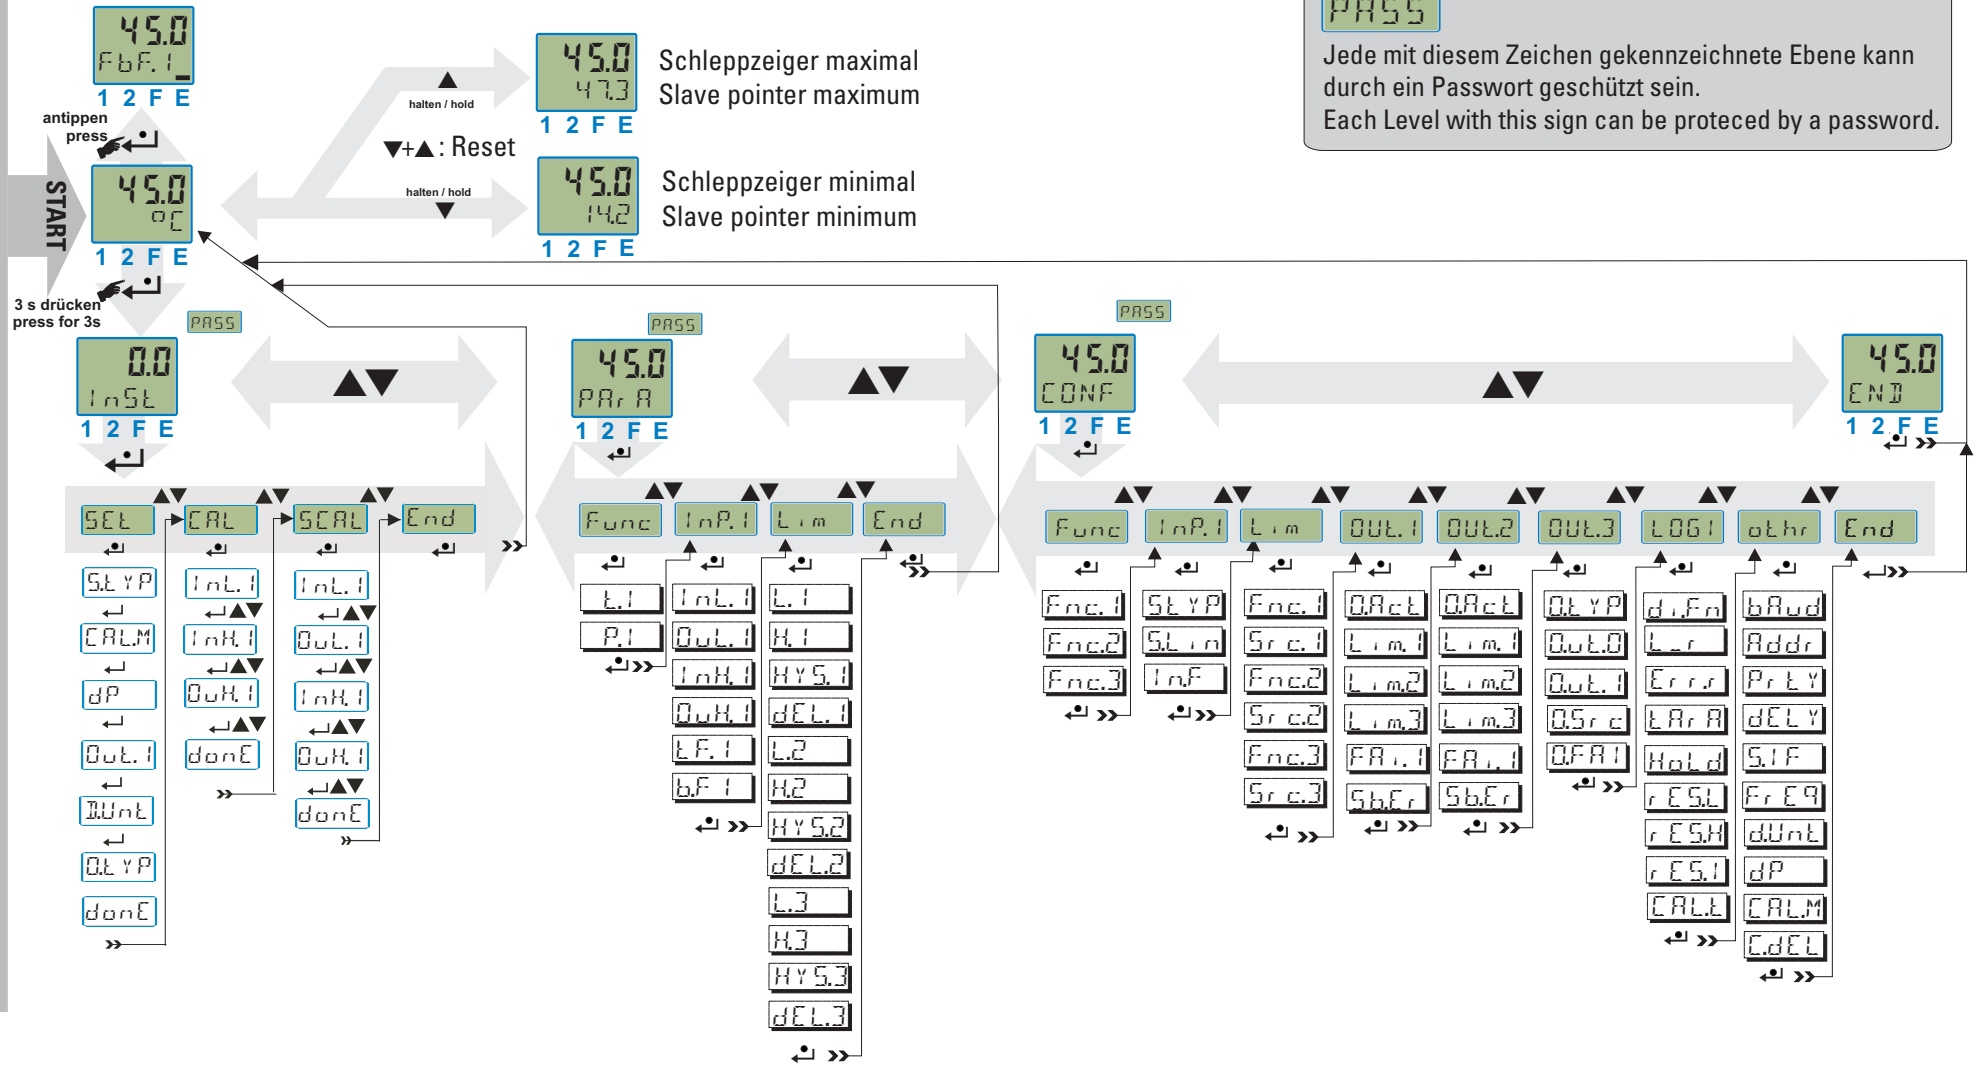 45.0
FbF.1
1 2 F E
antippen
press
START
45.0
°C
1 2 F E
3 s drücken
press for 3s
halten / hold
▼+▲ : Reset
halten / hold
45.0
47.3
1 2 F E
Schleppzeiger maximal
Slave pointer maximum
45.0
14.2
1 2 F E
Schleppzeiger minimal
Slave pointer minimum
PASS
Jede mit diesem Zeichen gekennzeichnete Ebene kann
durch ein Passwort geschützt sein.
Each Level with this sign can be proteced by a password.
PASS
0.0
InSt
1 2 F E
PASS
45.0
PArA
1 2 F E
PASS
45.0
CONF
1 2 F E
45.0
END
1 2 F E
SEt
CAL
SCAL
End
S.tYP
CAL.M
dP
Out.1
D.Unt
O.tYP
donE
InL.1
InH.1
OuH.1
donE
InL.1
OuL.1
InH.1
OuH.1
donE
Func
InP.1
Lim
End
t.1
P.1
InL.1
OuL.1
InH.1
OuH.1
tF.1
b.F1
L.1
H.1
HYS.1
dEL.1
L.2
H.2
HYS.2
dEL.2
L.3
H.3
HYS.3
dEL.3
Func
InP.1
Lim
OUt.1
OUt.2
OUt.3
LOGI
othr
End
Fnc.1
Fnc.2
Fnc.3
StYP
S.Lin
In.F
Fnc.1
Src.1
Fnc.2
Src.2
Fnc.3
Src.3
O.Act
Lim.1
Lim.2
Lim.3
FAi.1
Sb.Er
O.Act
Lim.1
Lim.2
Lim.3
FAi.1
Sb.Er
O.tYP
Out.0
Out.1
O.Src
O.FAI
di.Fn
L_r
Err.r
tArA
HoLd
rES.L
rES.H
rES.1
CAL.t
bAud
Addr
PrtY
dELY
S.IF
FrEq
d.Unt
dP
CAL.M
C.dEL